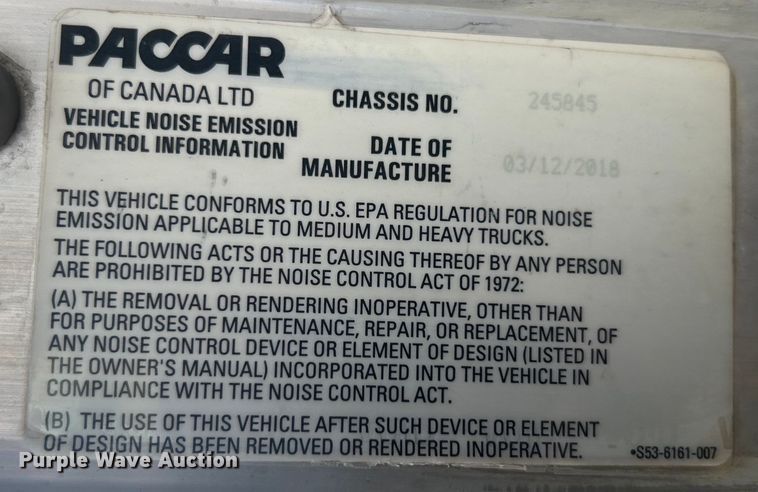 PACCAR
OF CANADA LTD
VEHICLE NOISE EMISSION
CONTROL INFORMATION
CHASSIS NO. 245845
DATE OF
MANUFACTURE 03/12/2018
THIS VEHICLE CONFORMS TO U.S. EPA REGULATION FOR NOISE
EMISSION APPLICABLE TO MEDIUM AND HEAVY TRUCKS.
THE FOLLOWING ACTS OR THE CAUSING THEREOF BY ANY PERSON
ARE PROHIBITED BY THE NOISE CONTROL ACT OF 1972:
(A) THE REMOVAL OR RENDERING INOPERATIVE, OTHER THAN
FOR PURPOSES OF MAINTENANCE, REPAIR, OR REPLACEMENT, OF
ANY NOISE CONTROL DEVICE OR ELEMENT OF DESIGN (LISTED IN
THE OWNER'S MANUAL) INCORPORATED INTO THE VEHICLE IN
COMPLIANCE WITH THE NOISE CONTROL ACT.
(B) THE USE OF THIS VEHICLE AFTER SUCH DEVICE OR ELEMENT
OF DESIGN HAS BEEN REMOVED OR RENDERED INOPERATIVE.
•S53-6161-007
Purple Wave Auction